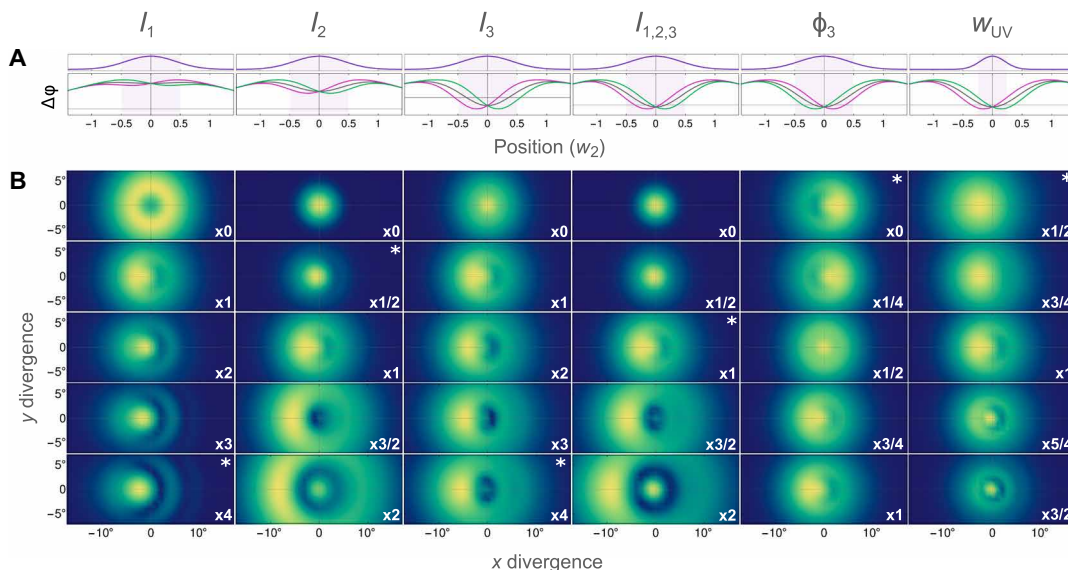 I1 I2 I3 I1,2,3 ϕ3 wUV
A
Δφ
−1 −0.5 0 0.5 1 −1 −0.5 0 0.5 1 −1 −0.5 0 0.5 1 −1 −0.5 0 0.5 1 −1 −0.5 0 0.5 1 −1 −0.5 0 0.5 1
Position (w2)
B
5° * *
0
−5° x0 x0 x0 x0 x0 x1/2
5° *
0
−5° x1 x1/2 x1 x1/2 x1/4 x3/4
5° *
0
−5° x2 x1 x2 x1 x1/2 x1
5°
0
−5° x3 x3/2 x3 x3/2 x3/4 x5/4
5° * *
0
−5° x4 x2 x4 x2 x1 x3/2
y divergence
−10° 0 10° −10° 0 10° −10° 0 10° −10° 0 10° −10° 0 10° −10° 0 10°
x divergence